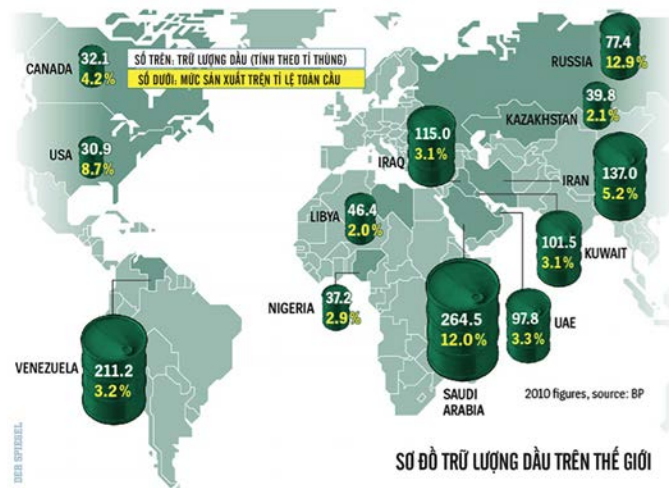 CANADA
32.1
4.2%
SỐ TRÊN: TRỮ LƯỢNG DẦU (TÍNH THEO TỈ THÙNG)
SỐ DƯỚI: MỨC SẢN XUẤT TRÊN TỈ LỆ TOÀN CẦU
77.4
RUSSIA
12.9%
39.8
2.1%
KAZAKHSTAN
USA
30.9
8.7%
115.0
3.1%
IRAQ
IRAN
137.0
5.2%
LIBYA
46.4
2.0%
101.5
3.1%
KUWAIT
NIGERIA
37.2
2.9%
264.5
12.0%
SAUDI
ARABIA
97.8
3.3%
UAE
VENEZUELA
211.2
3.2%
2010 figures, source: BP
DER SPIEGEL
SƠ ĐỒ TRỮ LƯỢNG DẦU TRÊN THẾ GIỚI